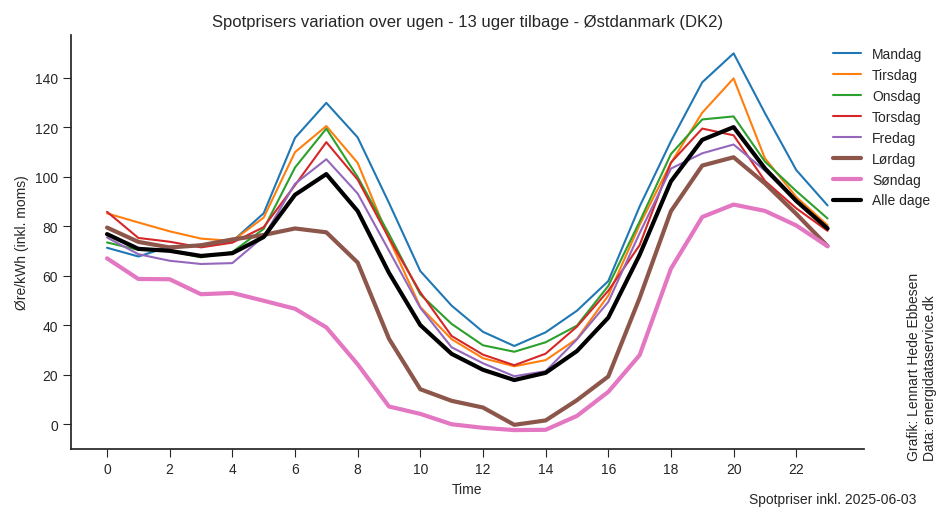 Spotprisers variation over ugen - 13 uger tilbage - Østdanmark (DK2)
Øre/kWh (inkl. moms)
140
120
100
80
60
40
20
0
0 2 4 6 8 10 12 14 16 18 20 22
Time
Mandag
Tirsdag
Onsdag
Torsdag
Fredag
Lørdag
Søndag
Alle dage
Grafik: Lennart Hede Ebbesen
Data: energidataservice.dk
Spotpriser inkl. 2025-06-03